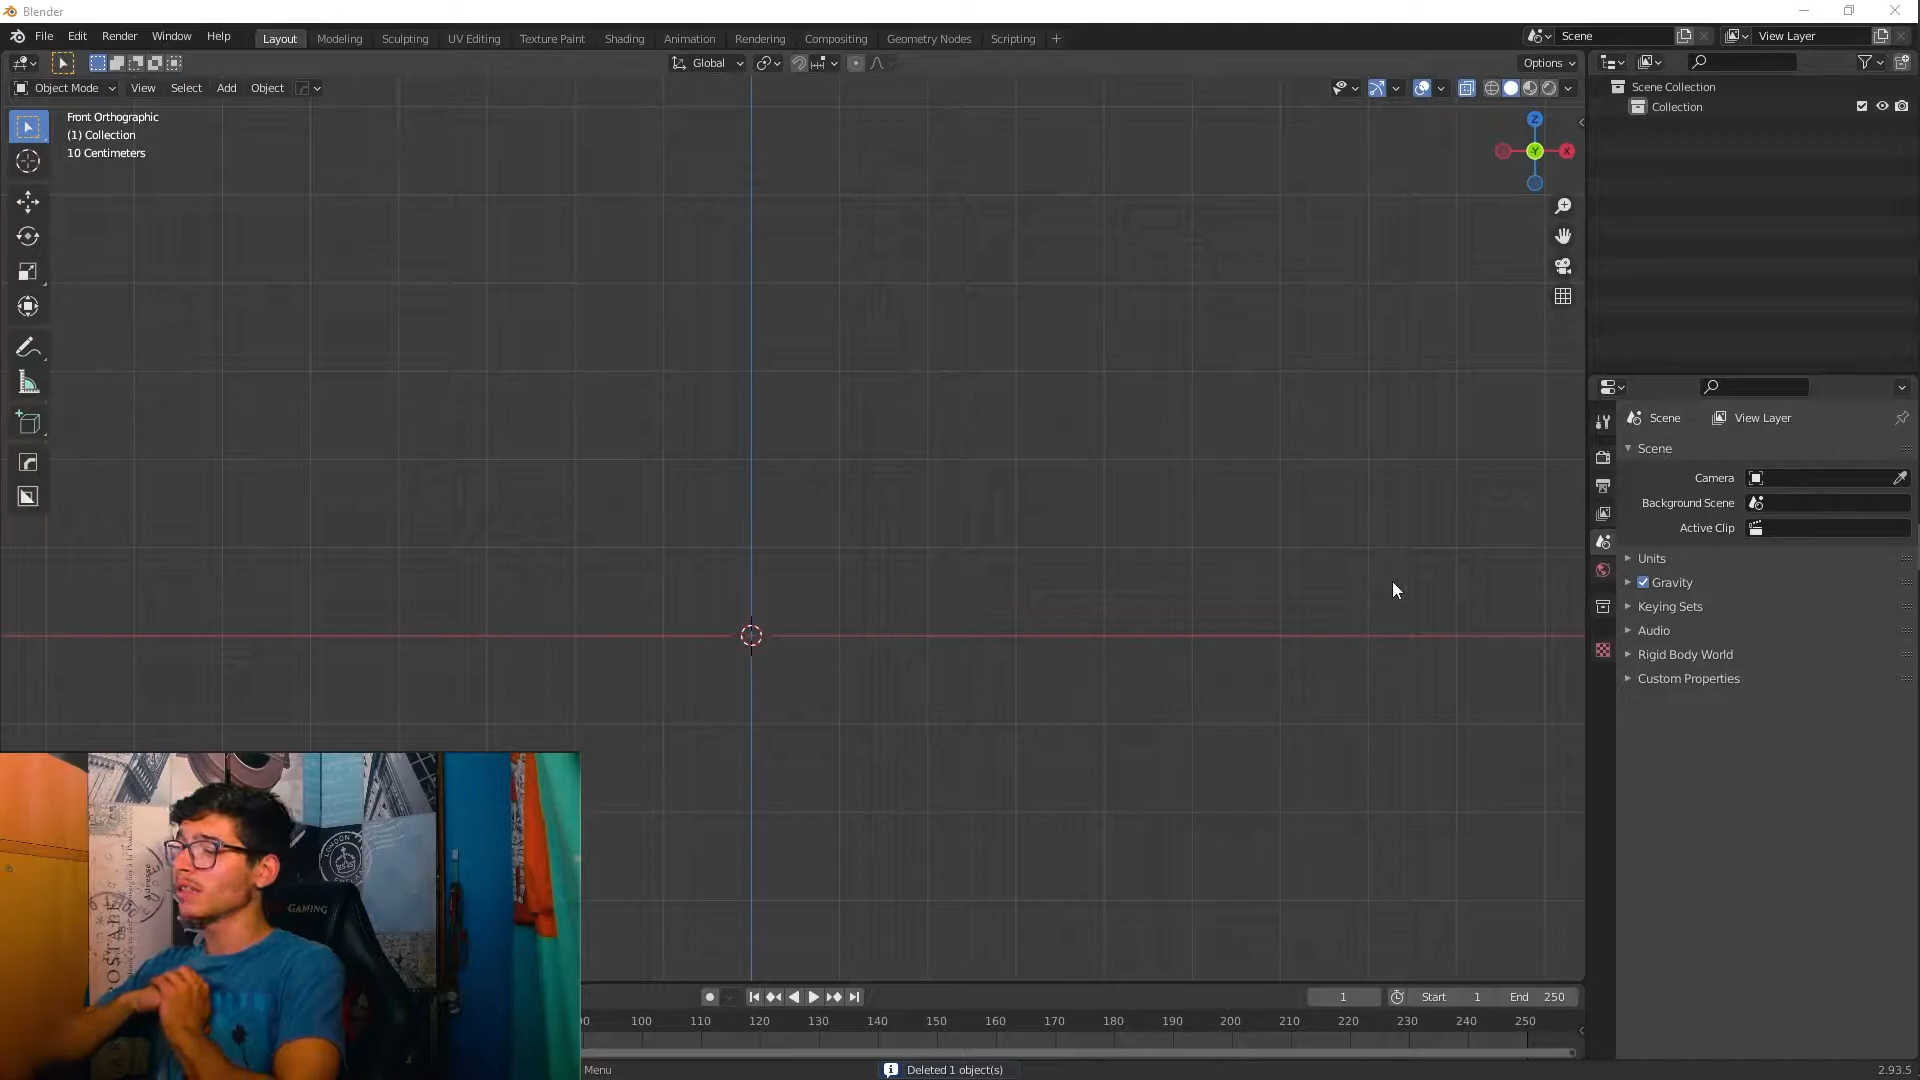 Blender
File Edit Render Window Help
Layout Modeling Sculpting UV Editing Texture Paint Shading Animation Rendering Compositing Geometry Nodes Scripting +
Scene
View Layer
Global
Options
Object Mode View Select Add Object
Front Orthographic
(1) Collection
10 Centimeters
Z
Y
X
Scene Collection
Collection
Scene View Layer
Scene
Camera
Background Scene
Active Clip
Units
Gravity
Keying Sets
Audio
Rigid Body World
Custom Properties
1
Start 1 End 250
100 110 120 130 140 150 160 170 180 190 200 210 220 230 240 250
Menu
Deleted 1 object(s)
2.93.5
LONDON
GAMING
Adresse